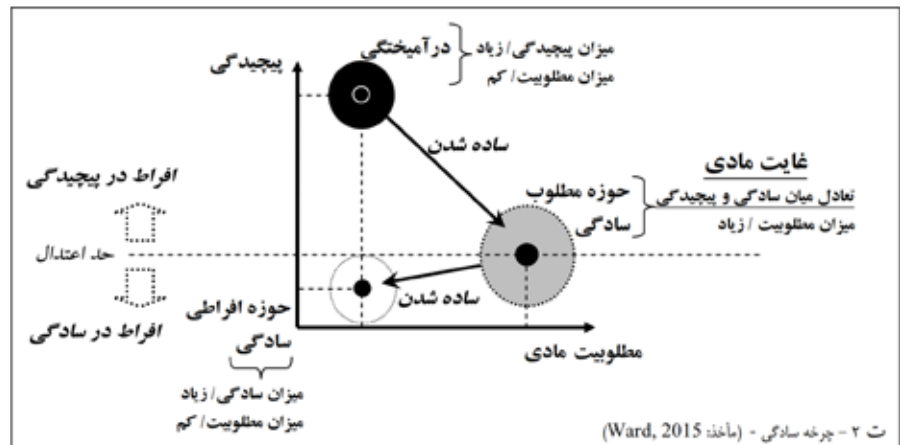 میزان پیچیدگی/ زیاد
درآمیختگی
میزان مطلوبیت/ کم
پیچیدگی
ساده شدن
غایت مادی
افراط در پیچیدگی
حوزه مطلوب
سادگی
تعادل میان سادگی و پیچیدگی
میزان مطلوبیت / زیاد
حد اعتدال
ساده شدن
افراط در سادگی
حوزه افراطی
سادگی
مطلوبیت مادی
میزان سادگی/ زیاد
میزان مطلوبیت/ کم
ت ۲ – چرخه سادگی - (مأخذ: Ward, 2015)